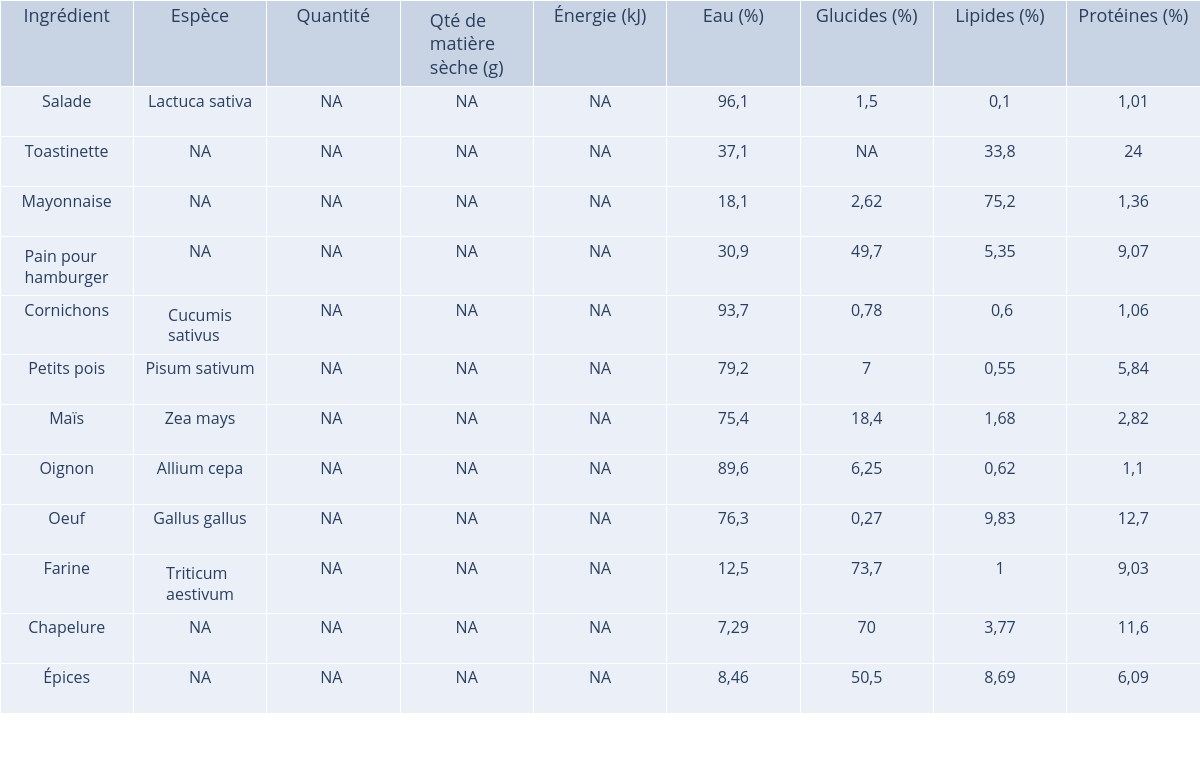 Ingrédient Espèce Quantité Qté de matière sèche (g) Énergie (kJ) Eau (%) Glucides (%) Lipides (%) Protéines (%)
Salade Lactuca sativa NA NA NA 96,1 1,5 0,1 1,01
Toastinette NA NA NA NA 37,1 NA 33,8 24
Mayonnaise NA NA NA NA 18,1 2,62 75,2 1,36
Pain pour hamburger NA NA NA NA 30,9 49,7 5,35 9,07
Cornichons Cucumis sativus NA NA NA 93,7 0,78 0,6 1,06
Petits pois Pisum sativum NA NA NA 79,2 7 0,55 5,84
Maïs Zea mays NA NA NA 75,4 18,4 1,68 2,82
Oignon Allium cepa NA NA NA 89,6 6,25 0,62 1,1
Oeuf Gallus gallus NA NA NA 76,3 0,27 9,83 12,7
Farine Triticum aestivum NA NA NA 12,5 73,7 1 9,03
Chapelure NA NA NA NA 7,29 70 3,77 11,6
Épices NA NA NA NA 8,46 50,5 8,69 6,09